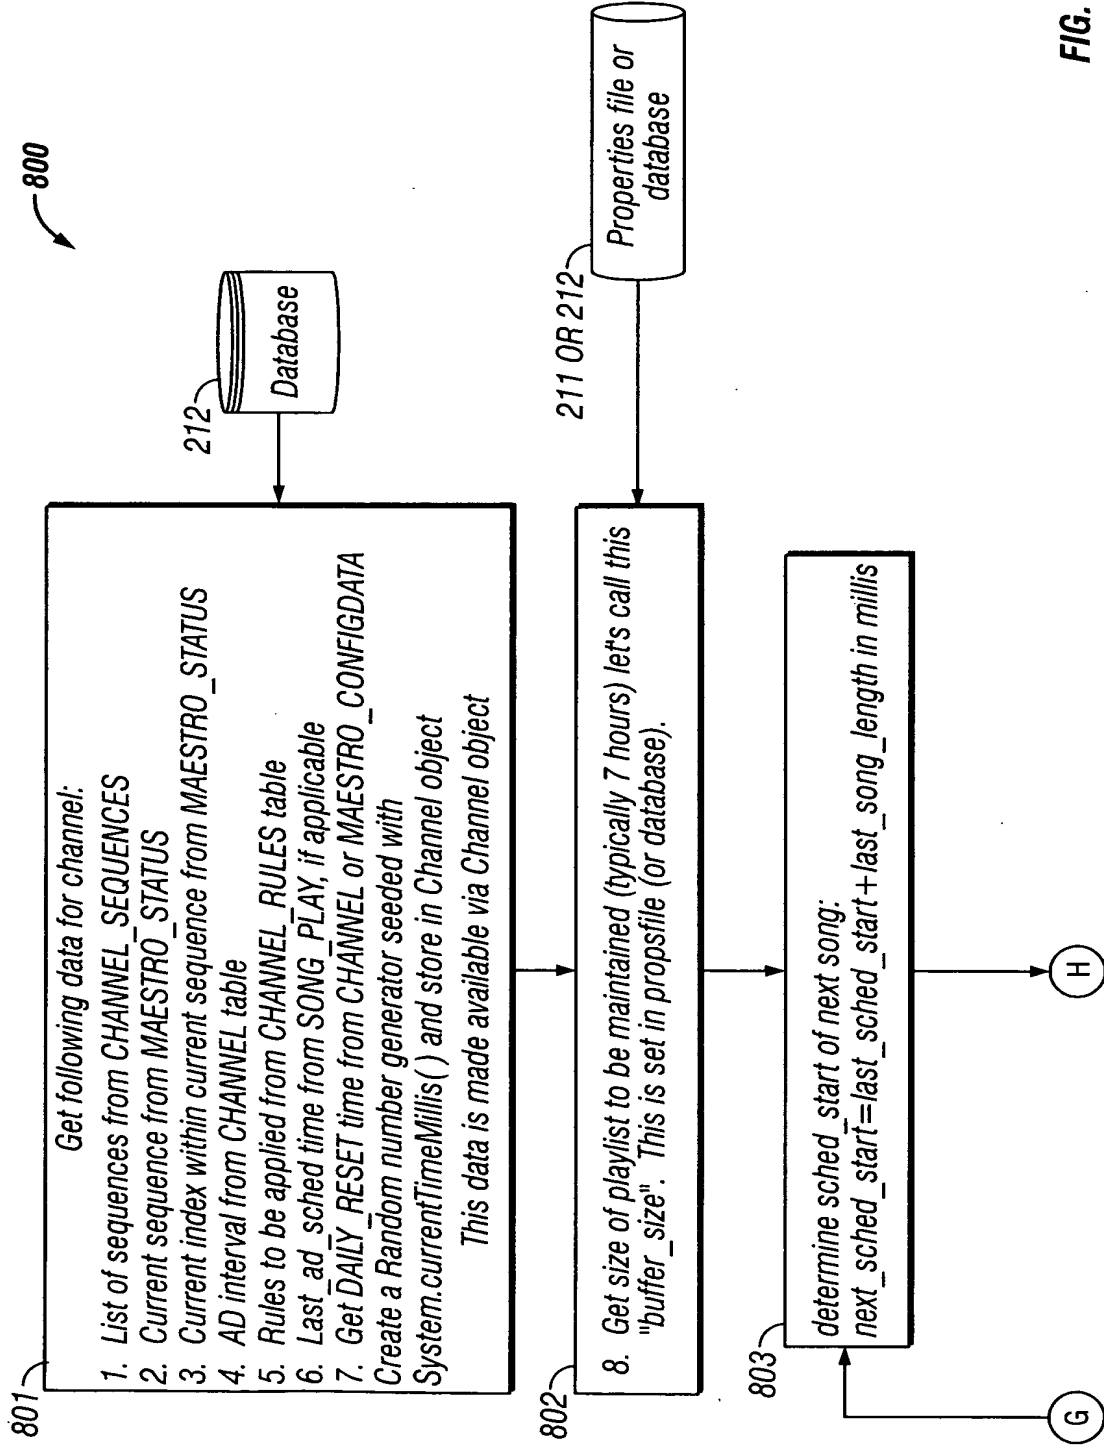 800
801
Get following data for channel:
1. List of sequences from CHANNEL_SEQUENCES
2. Current sequence from MAESTRO_STATUS
3. Current index within current sequence from MAESTRO_STATUS
4. AD interval from CHANNEL table
5. Rules to be applied from CHANNEL_RULES table
6. Last_ad_sched time from SONG_PLAY, if applicable
7. Get DAILY_RESET time from CHANNEL or MAESTRO_CONFIGDATA
Create a Random number generator seeded with
System.currentTimeMillis( ) and store in Channel object
This data is made available via Channel object
212
Database
802
8. Get size of playlist to be maintained (typically 7 hours) let's call this
"buffer_size". This is set in propsfile (or database).
211 OR 212
Properties file or
database
803
determine sched_start of next song:
next_sched_start=last_sched_start+last_song_length in millis
G
H
FIG.